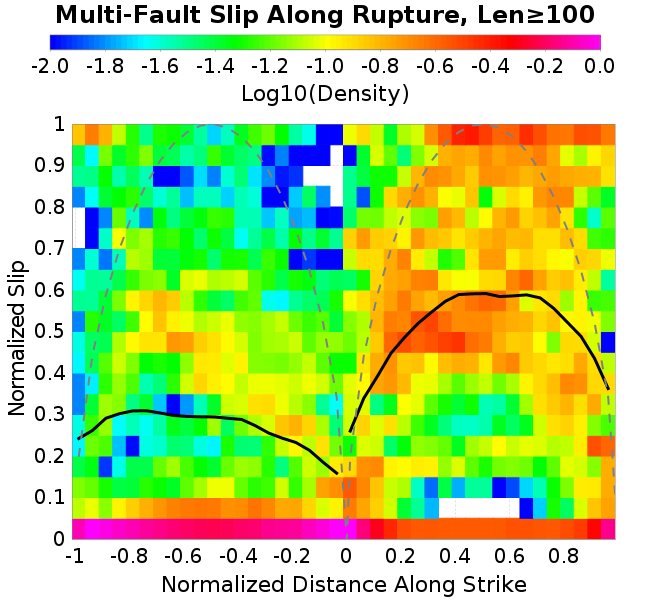 Multi-Fault Slip Along Rupture, Len≥100
-2.0 -1.8 -1.6 -1.4 -1.2 -1.0 -0.8 -0.6 -0.4 -0.2 0.0
Log10(Density)
1
0.9
0.8
0.7
0.6
0.5
0.4
0.3
0.2
0.1
0
Normalized Slip
-1 -0.8 -0.6 -0.4 -0.2 0 0.2 0.4 0.6 0.8
Normalized Distance Along Strike